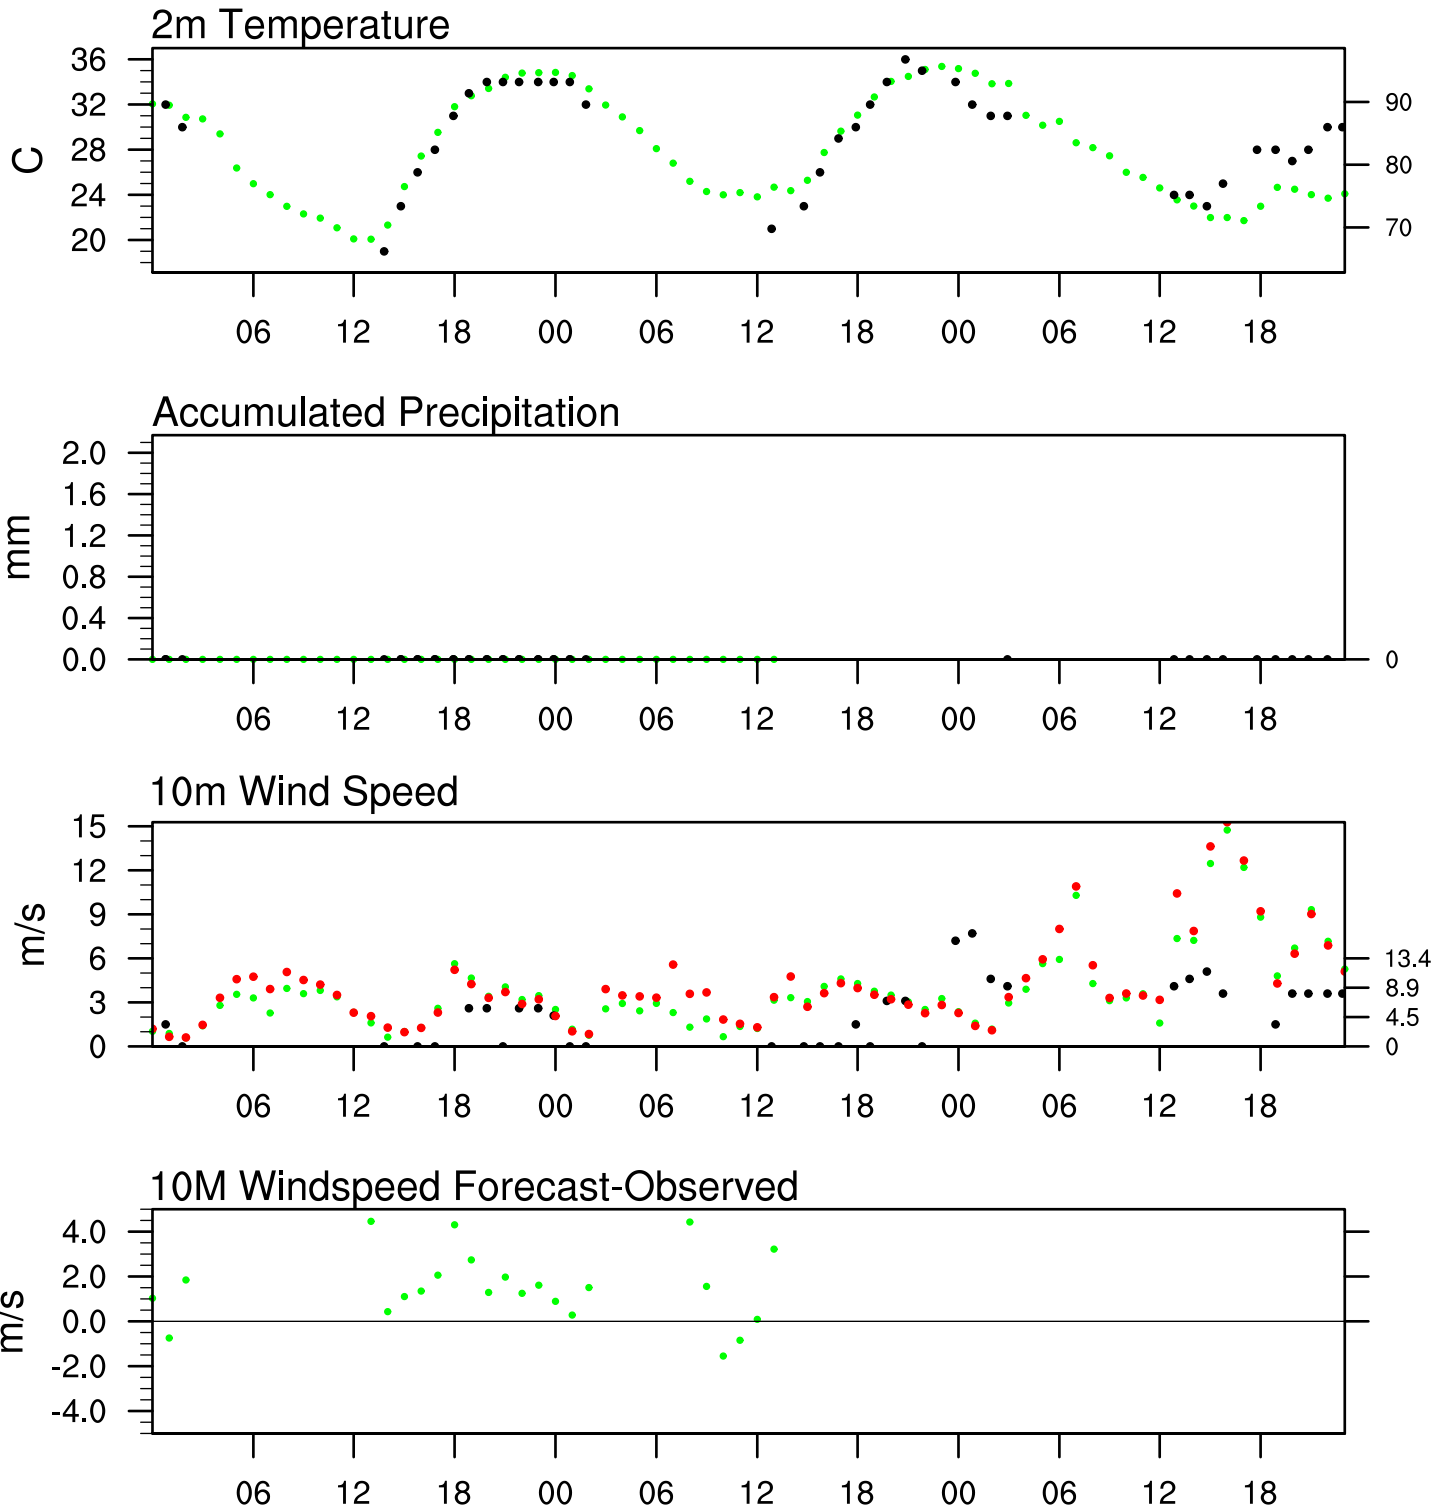 2m Temperature
36
32
28
24
20
C
90
80
70
06 12 18 00 06 12 18 00 06 12 18
Accumulated Precipitation
2.0
1.6
1.2
0.8
0.4
0.0
mm
0
06 12 18 00 06 12 18 00 06 12 18
10m Wind Speed
15
12
9
6
3
0
m/s
13.4
8.9
4.5
0
06 12 18 00 06 12 18 00 06 12 18
10M Windspeed Forecast-Observed
4.0
2.0
0.0
-2.0
-4.0
m/s
06 12 18 00 06 12 18 00 06 12 18